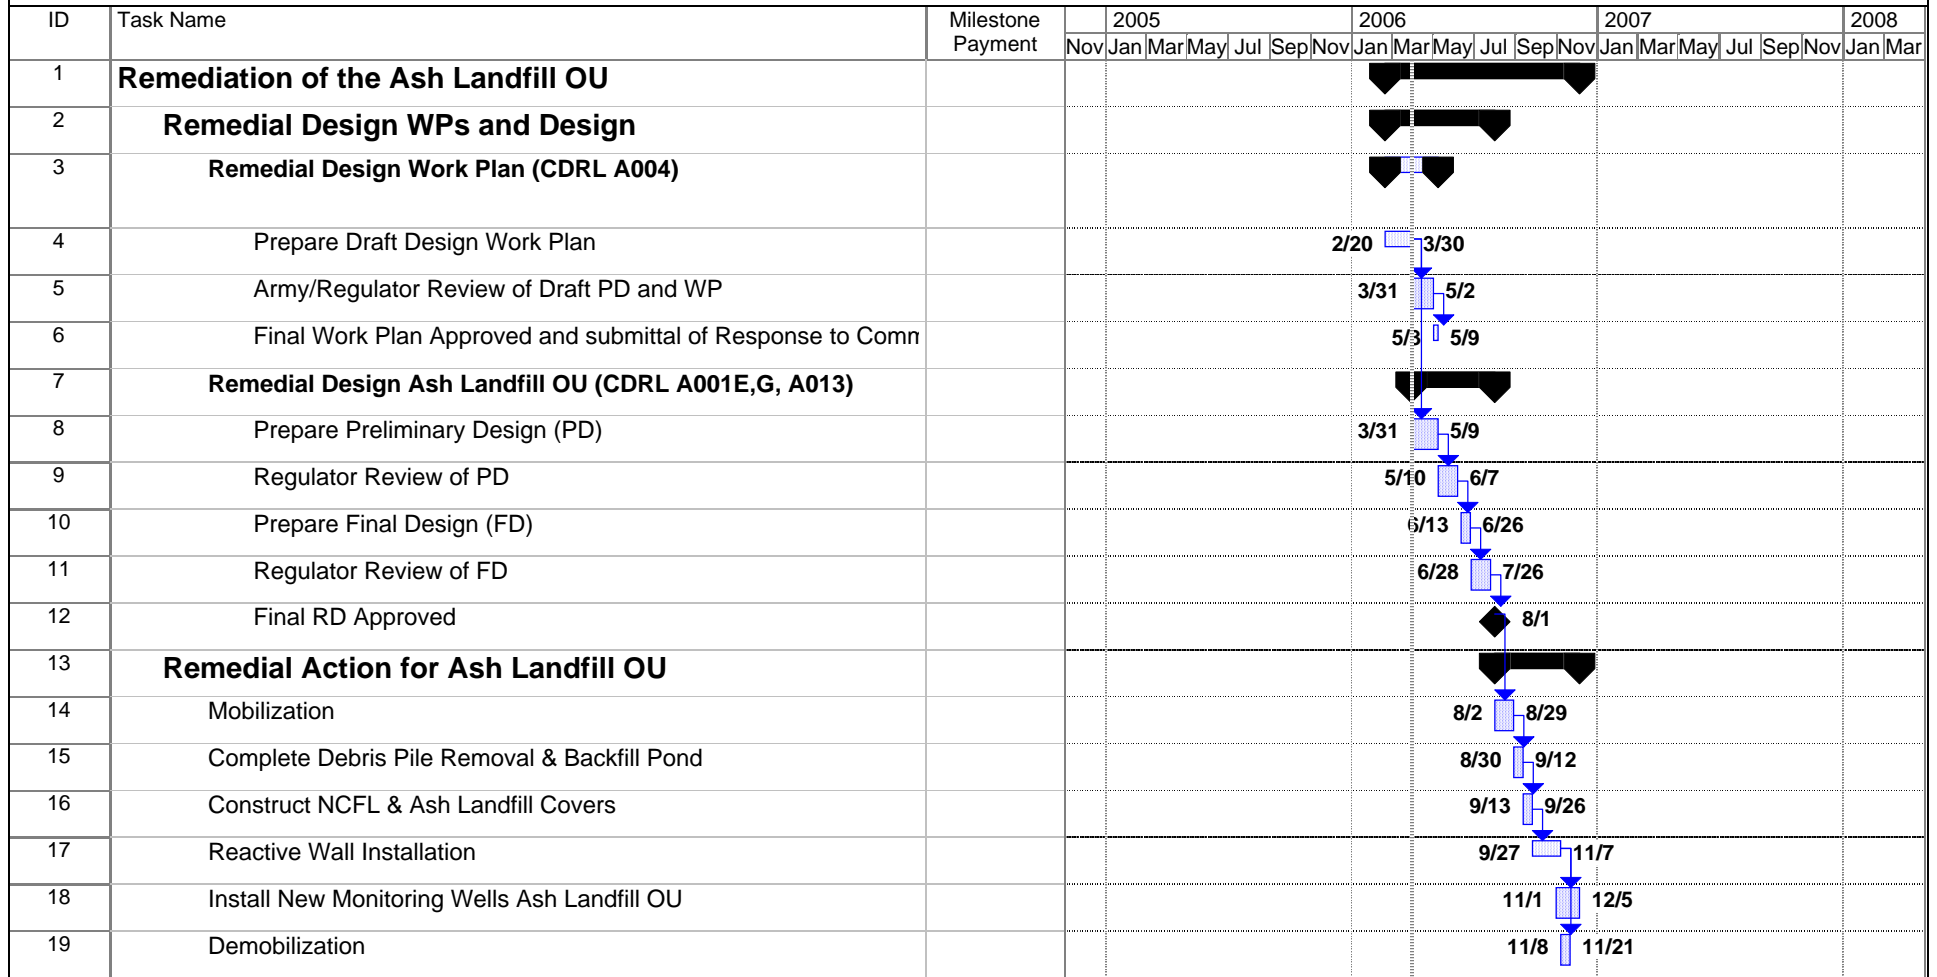 ID Task Name Milestone Payment 2005 2006 2007 2008
Nov Jan Mar May Jul Sep Nov Jan Mar May Jul Sep Nov Jan Mar May Jul Sep Nov Jan Mar
1 Remediation of the Ash Landfill OU
2 Remedial Design WPs and Design
3 Remedial Design Work Plan (CDRL A004)
4 Prepare Draft Design Work Plan 2/20 3/30
5 Army/Regulator Review of Draft PD and WP 3/31 5/2
6 Final Work Plan Approved and submittal of Response to Comm 5/3 5/9
7 Remedial Design Ash Landfill OU (CDRL A001E,G, A013)
8 Prepare Preliminary Design (PD) 3/31 5/9
9 Regulator Review of PD 5/10 6/7
10 Prepare Final Design (FD) 6/13 6/26
11 Regulator Review of FD 6/28 7/26
12 Final RD Approved 8/1
13 Remedial Action for Ash Landfill OU
14 Mobilization 8/2 8/29
15 Complete Debris Pile Removal & Backfill Pond 8/30 9/12
16 Construct NCFL & Ash Landfill Covers 9/13 9/26
17 Reactive Wall Installation 9/27 11/7
18 Install New Monitoring Wells Ash Landfill OU 11/1 12/5
19 Demobilization 11/8 11/21